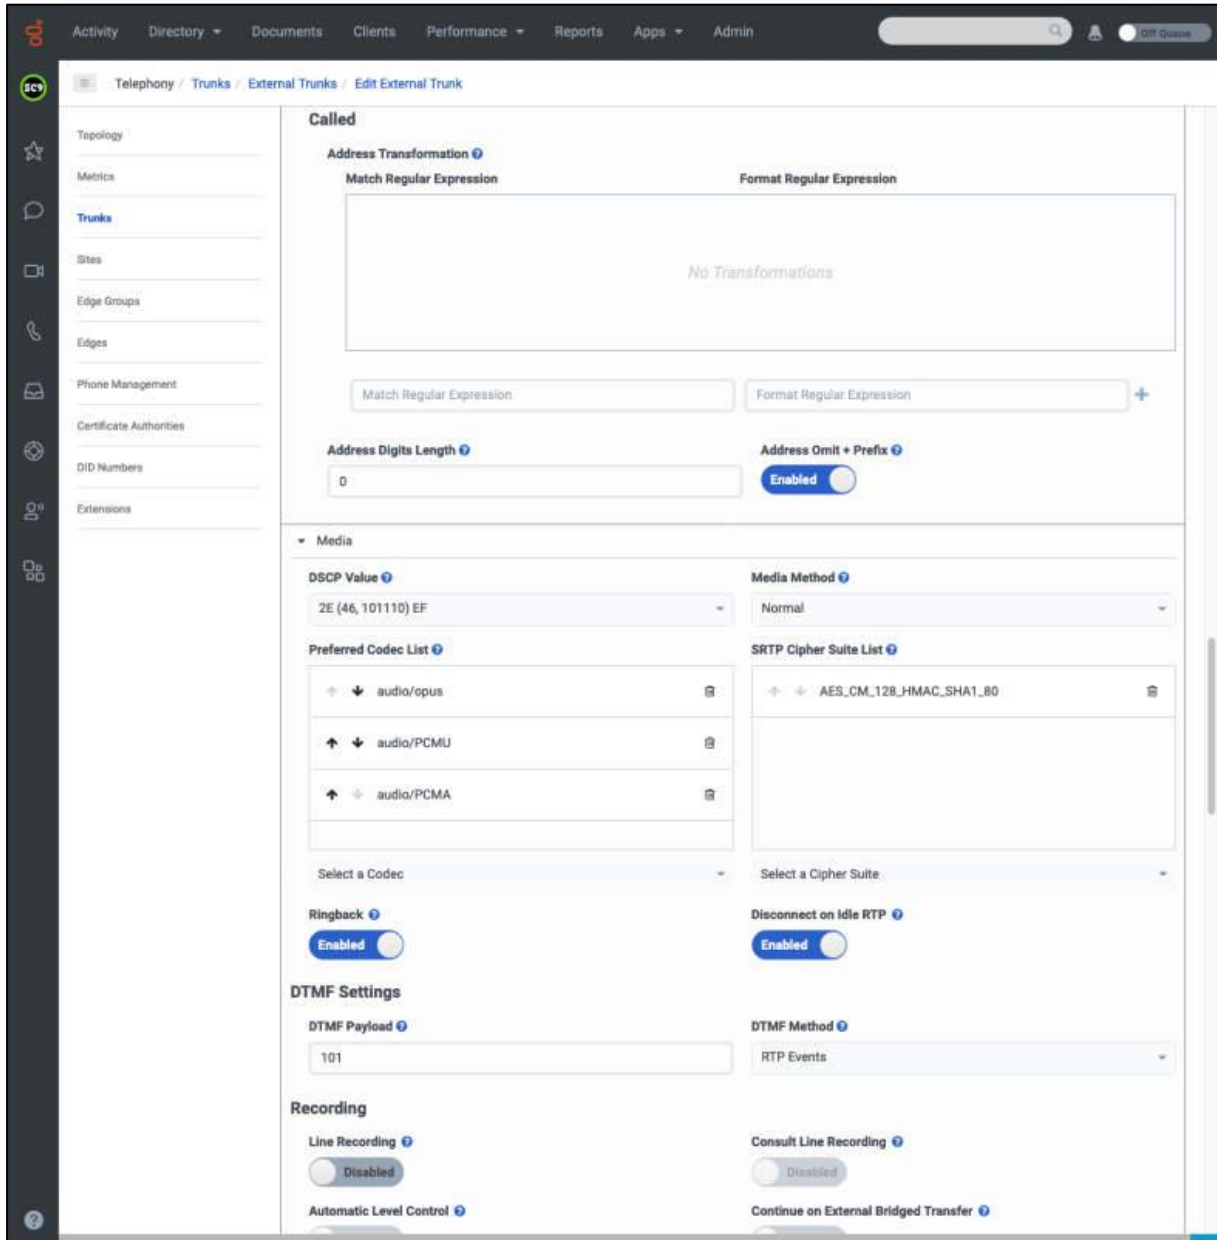 Activity Directory Documents Clients Performance Reports Apps Admin Off Queue
SC9 Telephony / Trunks / External Trunks / Edit External Trunk
Topology
Metrics
Trunks
Sites
Edge Groups
Edges
Phone Management
Certificate Authorities
DID Numbers
Extensions
Called
Address Transformation
Match Regular Expression Format Regular Expression
No Transformations
Match Regular Expression Format Regular Expression
Address Digits Length Address Omit + Prefix
0 Enabled
Media
DSCP Value Media Method
2E (46, 101110) EF Normal
Preferred Codec List SRTP Cipher Suite List
audio/opus AES_CM_128_HMAC_SHA1_80
audio/PCMU
audio/PCMA
Select a Codec Select a Cipher Suite
Ringback Disconnect on Idle RTP
Enabled Enabled
DTMF Settings
DTMF Payload DTMF Method
101 RTP Events
Recording
Line Recording Consult Line Recording
Disabled Disabled
Automatic Level Control Continue on External Bridged Transfer